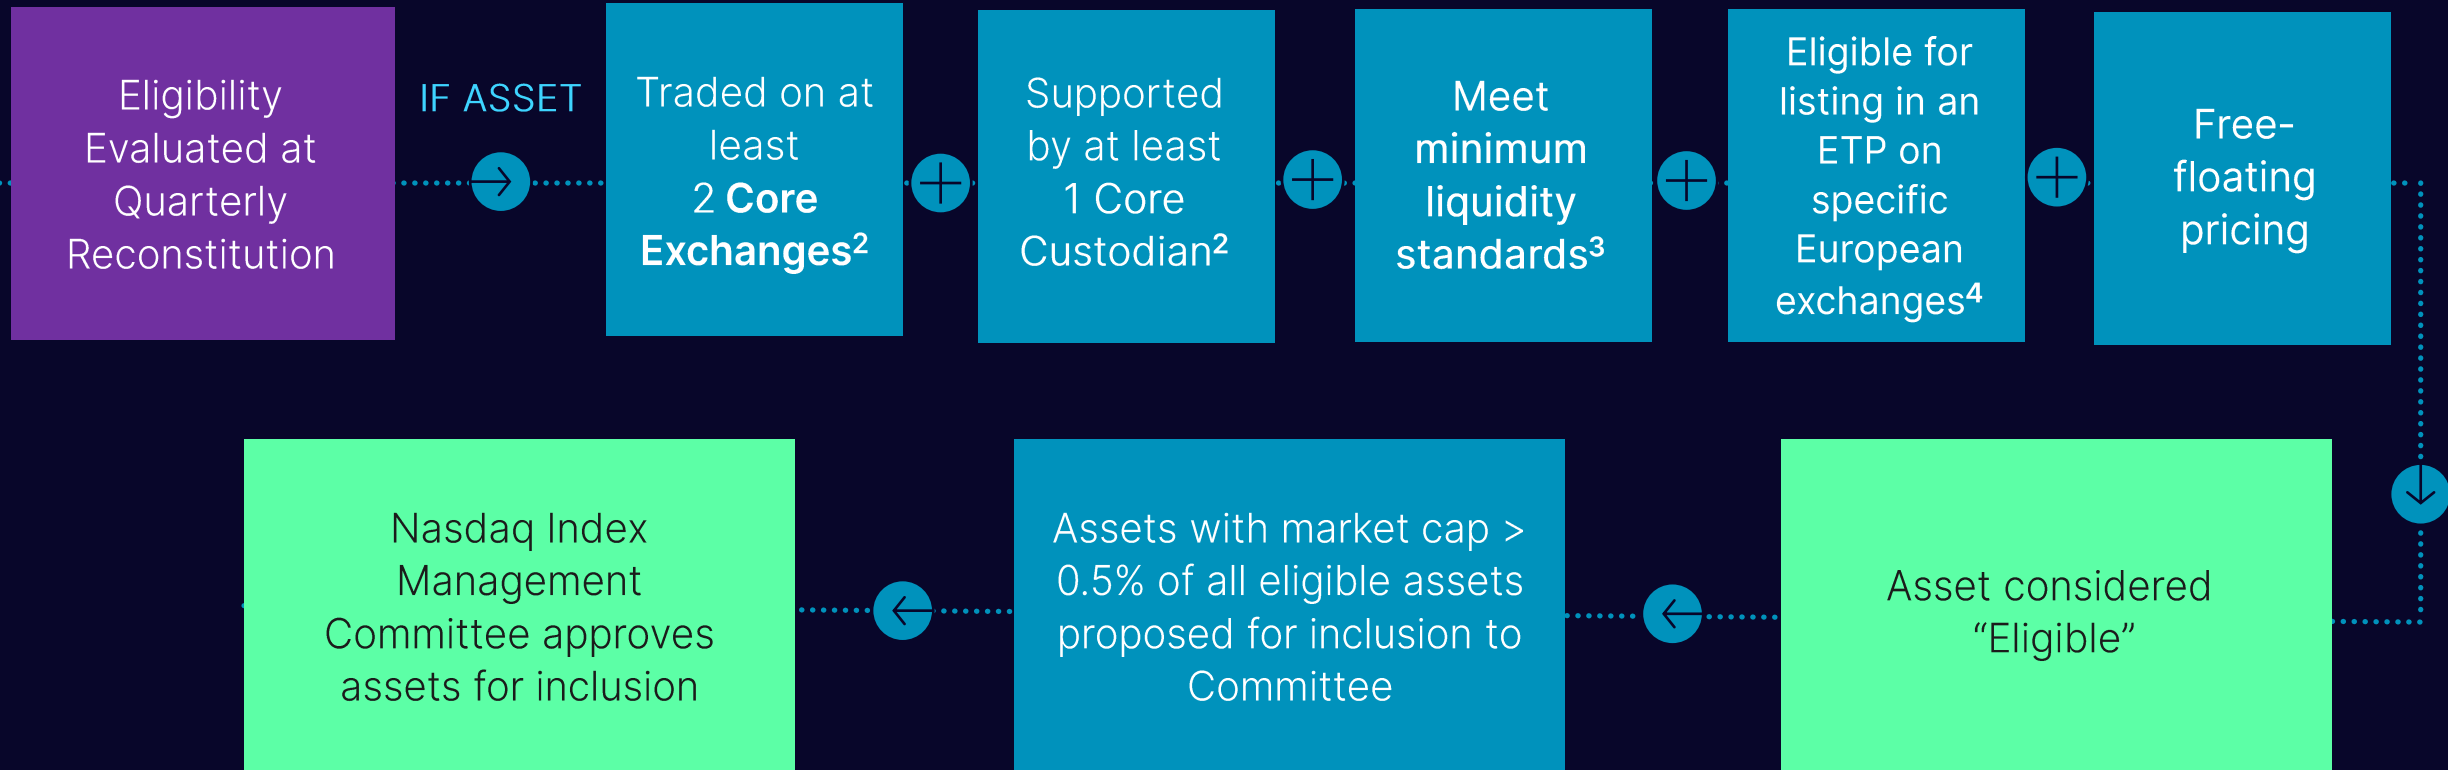 Eligibility
Evaluated at
Quarterly
Reconstitution
IF ASSET
Traded on at
least
2 Core
Exchanges²
Supported
by at least
1 Core
Custodian²
Meet
minimum
liquidity
standards³
Eligible for
listing in an
ETP on
specific
European
exchanges⁴
Free-
floating
pricing
Asset considered
“Eligible”
Assets with market cap >
0.5% of all eligible assets
proposed for inclusion to
Committee
Nasdaq Index
Management
Committee approves
assets for inclusion